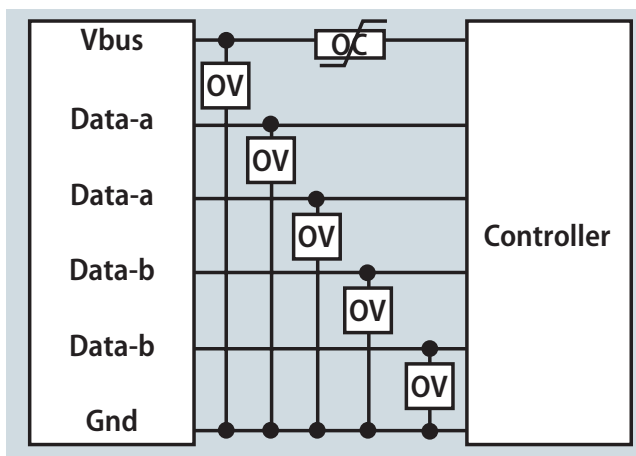 Vbus
OC
OV
Data-a
OV
Data-a
OV
Controller
Data-b
OV
Data-b
OV
Gnd